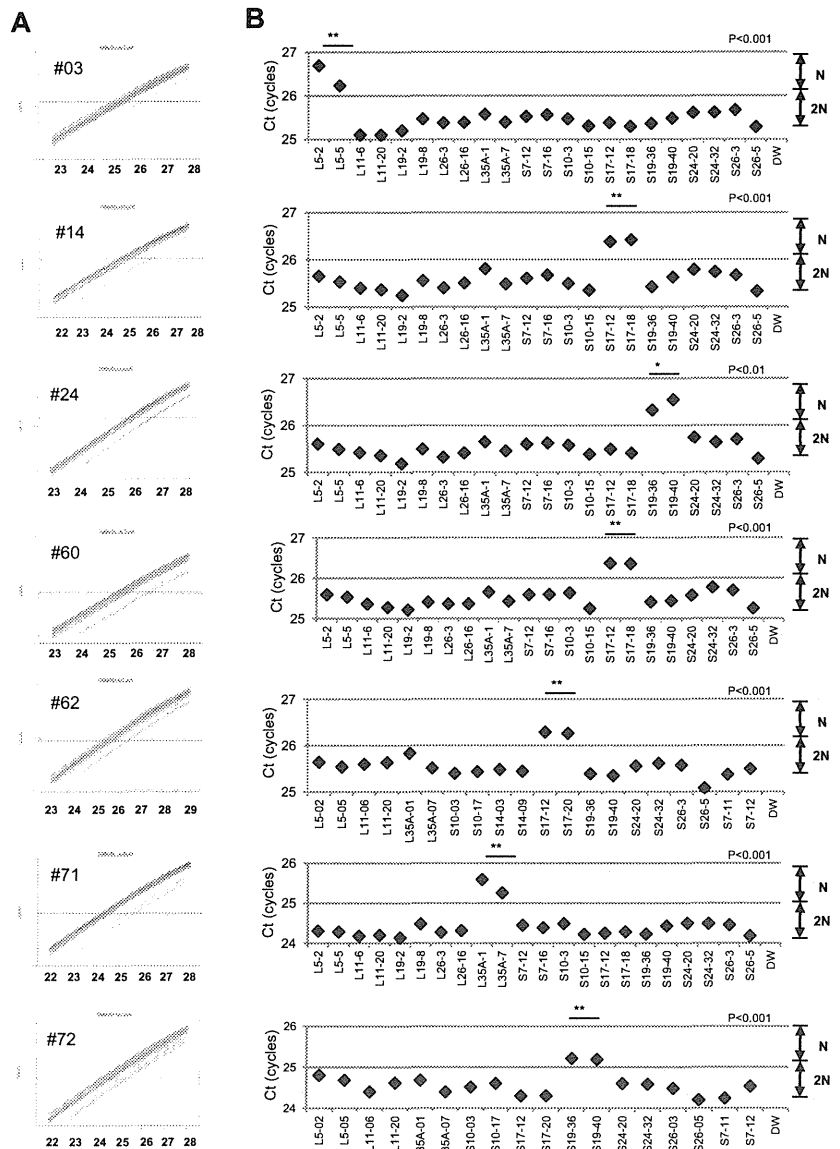 A
B
#03
23 24 25 26 27 28
Ct (cycles)
27
26
25
**
P<0.001
N
2N
L5-2 L5-5 L11-6 L11-20 L19-2 L19-8 L26-3 L26-16 L35A-1 L35A-7 S7-12 S7-16 S10-3 S10-15 S17-12 S17-18 S19-36 S19-40 S24-20 S24-32 S26-3 S26-5 DW
#14
22 23 24 25 26 27 28
Ct (cycles)
27
26
25
**
P<0.001
N
2N
L5-2 L5-5 L11-6 L11-20 L19-2 L19-8 L26-3 L26-16 L35A-1 L35A-7 S7-12 S7-16 S10-3 S10-15 S17-12 S17-18 S19-36 S19-40 S24-20 S24-32 S26-3 S26-5 DW
#24
23 24 25 26 27 28
Ct (cycles)
27
26
25
*
P<0.01
N
2N
L5-2 L5-5 L11-6 L11-20 L19-2 L19-8 L26-3 L26-16 L35A-1 L35A-7 S7-12 S7-16 S10-3 S10-15 S17-12 S17-18 S19-36 S19-40 S24-20 S24-32 S26-3 S26-5 DW
#60
23 24 25 26 27 28
Ct (cycles)
27
26
25
**
P<0.001
N
2N
L5-2 L5-5 L11-6 L11-20 L19-2 L19-8 L26-3 L26-16 L35A-1 L35A-7 S7-12 S7-16 S10-3 S10-15 S17-12 S17-18 S19-36 S19-40 S24-20 S24-32 S26-3 S26-5 DW
#62
23 24 25 26 27 28 29
Ct (cycles)
27
26
25
**
P<0.001
N
2N
L5-02 L5-05 L11-06 L11-20 L35A-01 L35A-07 S10-03 S10-17 S14-03 S14-09 S17-12 S17-20 S19-36 S19-40 S24-20 S24-32 S26-3 S26-5 S7-11 S7-12 DW
#71
22 23 24 25 26 27 28
Ct (cycles)
26
25
24
**
P<0.001
N
2N
L5-2 L5-5 L11-6 L11-20 L19-2 L19-8 L26-3 L26-16 L35A-1 L35A-7 S7-12 S7-16 S10-3 S10-15 S17-12 S17-18 S19-36 S19-40 S24-20 S24-32 S26-3 S26-5 DW
#72
22 23 24 25 26 27 28
Ct (cycles)
26
25
24
**
P<0.001
N
2N
L5-02 L5-05 L11-06 L11-20 35A-01 35A-07 S10-03 S10-17 S17-12 S17-20 S19-36 S19-40 S24-20 S24-32 S26-03 S26-05 S7-11 S7-12 DW